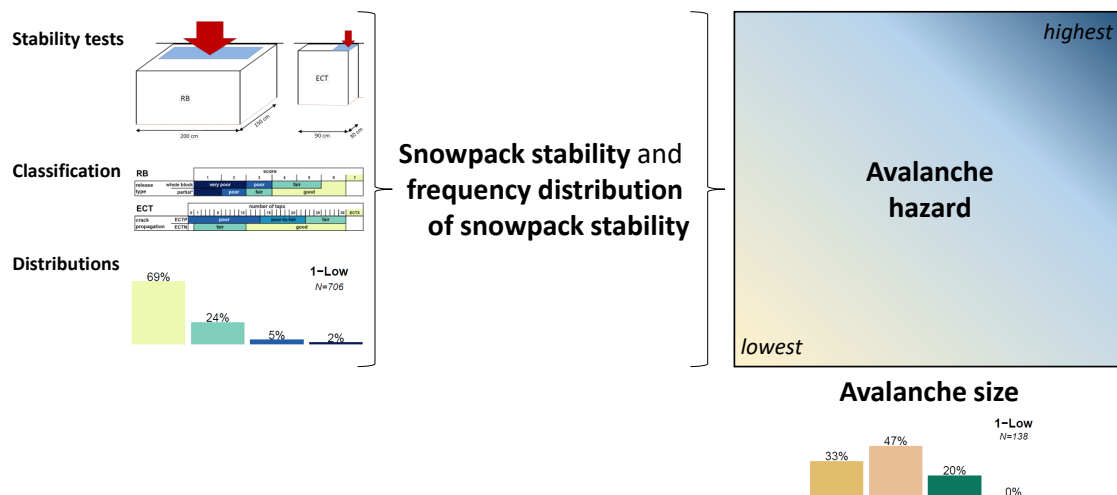 Stability tests
RB
200 cm
150 cm
ECT
90 cm
30 cm
Classification
RB
score
1 2 3 4 5 6 7
release whole block very poor poor fair
type partial* poor fair good
ECT
number of taps
ECTX
crack ECTP poor poor-to-fair fair
propagation ECTN fair good
Distributions
69%
24%
5%
2%
1–Low
N=706
Snowpack stability and
frequency distribution
of snowpack stability
highest
Avalanche
hazard
lowest
Avalanche size
1–Low
N=138
33%
47%
20%
0%